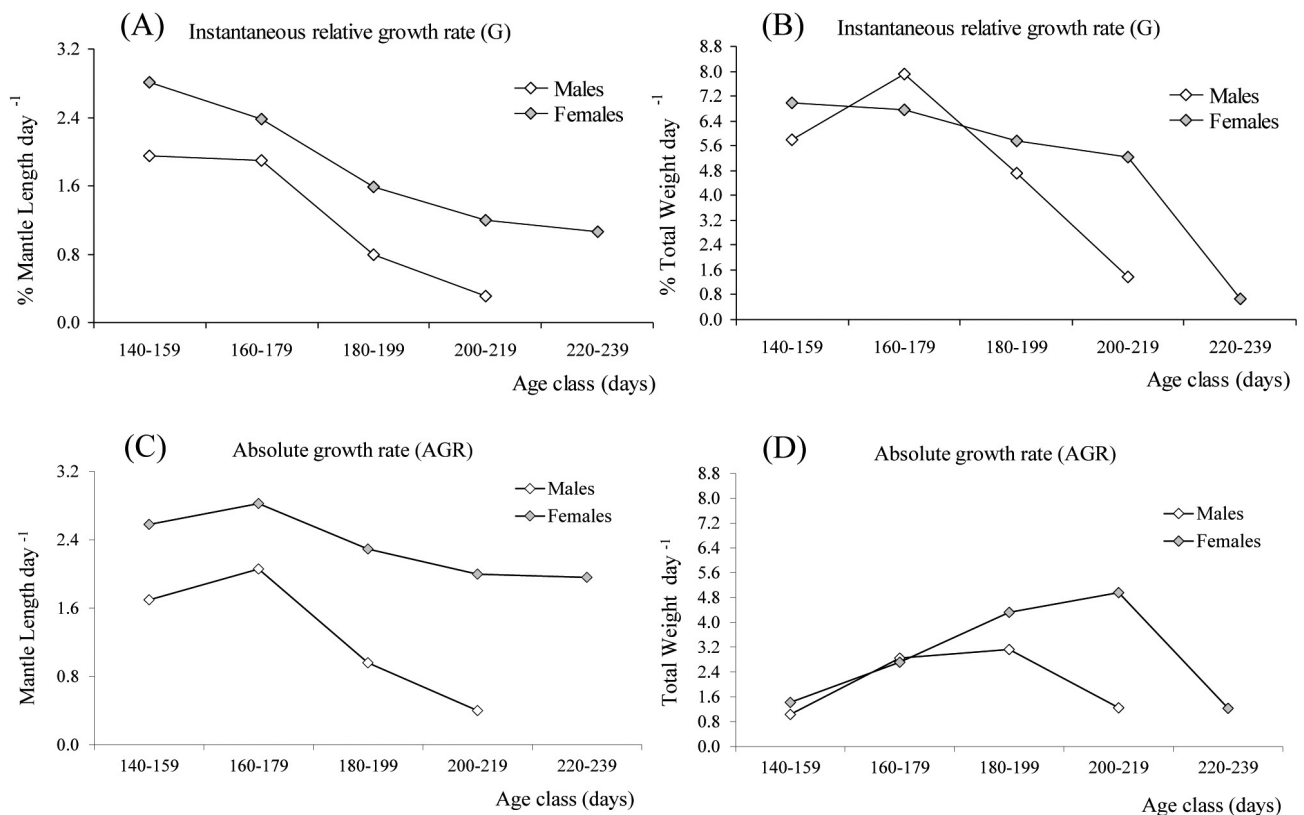 (A)
Instantaneous relative growth rate (G)
3.2
2.4
1.6
0.8
0.0
% Mantle Length day -1
Males
Females
140-159 160-179 180-199 200-219 220-239
Age class (days)
(B)
Instantaneous relative growth rate (G)
8.8
8.0
7.2
6.4
5.6
4.8
4.0
3.2
2.4
1.6
0.8
0.0
% Total Weight day -1
Males
Females
140-159 160-179 180-199 200-219 220-239
Age class (days)
(C)
Absolute growth rate (AGR)
3.2
2.4
1.6
0.8
0.0
Mantle Length day -1
Males
Females
140-159 160-179 180-199 200-219 220-239
Age class (days)
(D)
Absolute growth rate (AGR)
8.8
8.0
7.2
6.4
5.6
4.8
4.0
3.2
2.4
1.6
0.8
0.0
Total Weight day -1
Males
Females
140-159 160-179 180-199 200-219 220-239
Age class (days)